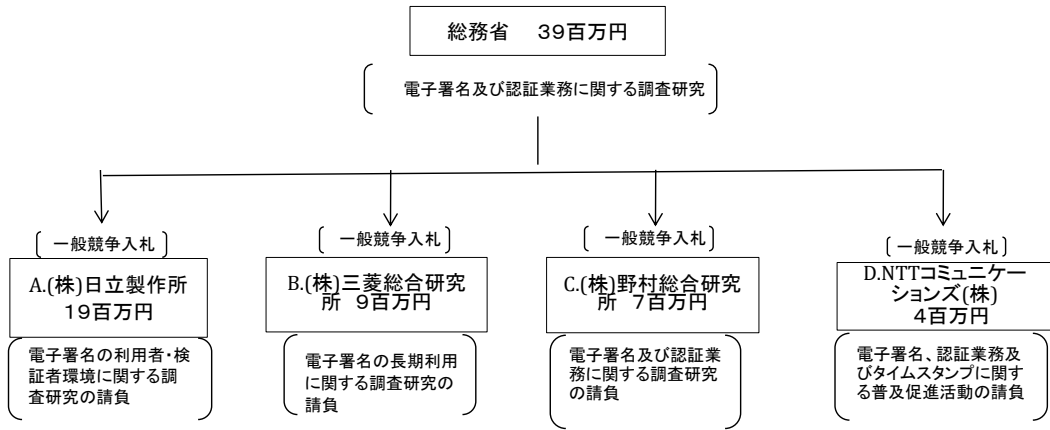 総務省 39百万円
電子署名及び認証業務に関する調査研究
一般競争入札
A.(株)日立製作所
19百万円
電子署名の利用者・検
証者環境に関する調
査研究の請負
一般競争入札
B.(株)三菱総合研究
所 9百万円
電子署名の長期利用
に関する調査研究の
請負
一般競争入札
C.(株)野村総合研究
所 7百万円
電子署名及び認証業
務に関する調査研究
の請負
一般競争入札
D.NTTコミュニケー
ションズ(株)
4百万円
電子署名、認証業務及
びタイムスタンプに関す
る普及促進活動の請負